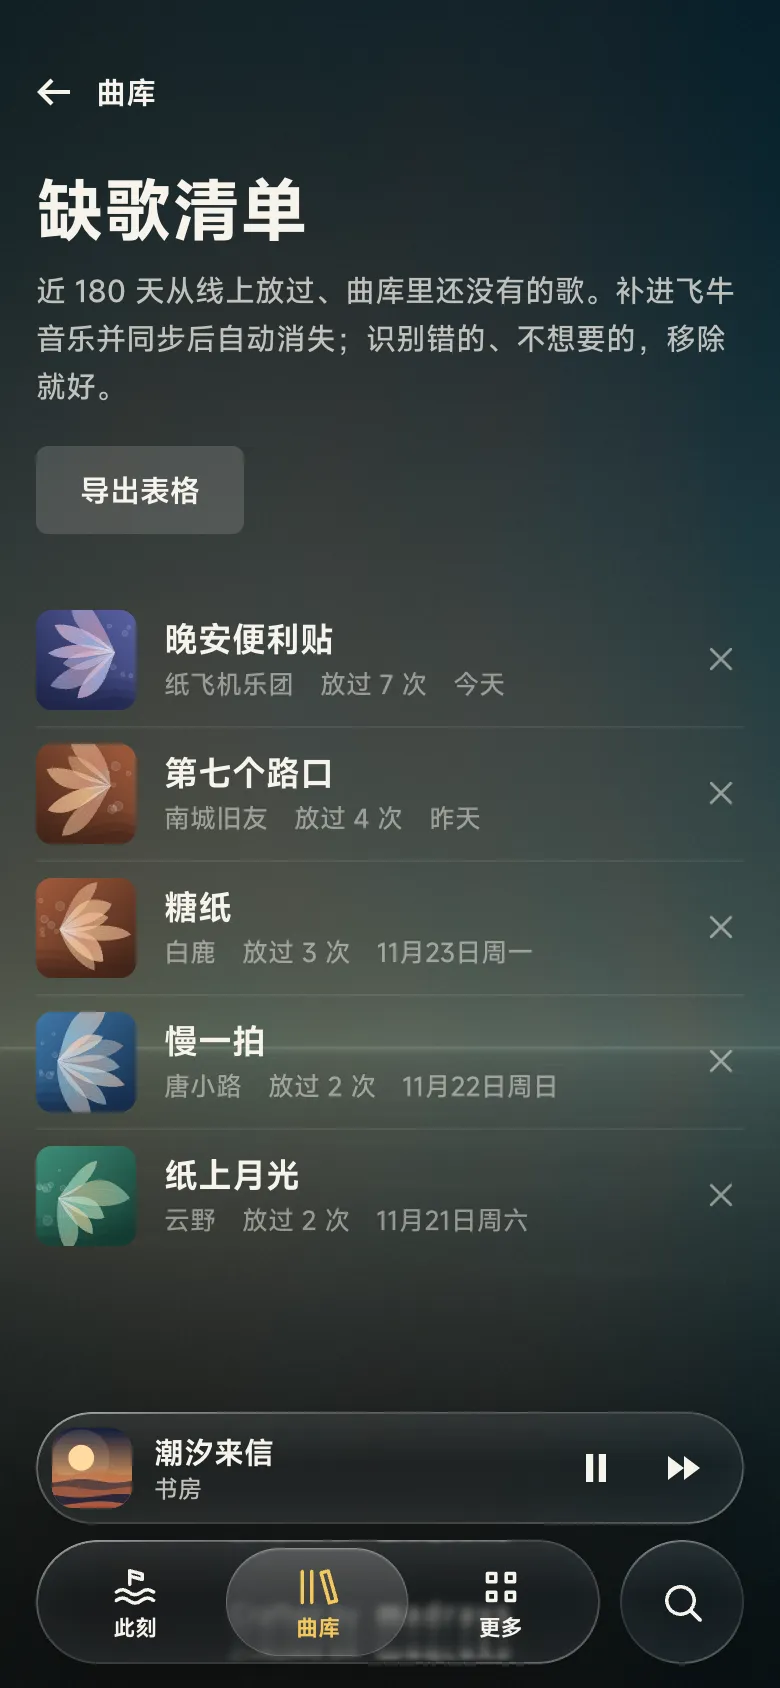 曲库
缺歌清单
近 180 天从线上放过、曲库里还没有的歌。补进飞牛
音乐并同步后自动消失；识别错的、不想要的，移除
就好。
导出表格
晚安便利贴
纸飞机乐团 放过 7 次 今天
第七个路口
南城旧友 放过 4 次 昨天
糖纸
白鹿 放过 3 次 11月23日周一
慢一拍
唐小路 放过 2 次 11月22日周日
纸上月光
云野 放过 2 次 11月21日周六
潮汐来信
书房
此刻
曲库
更多